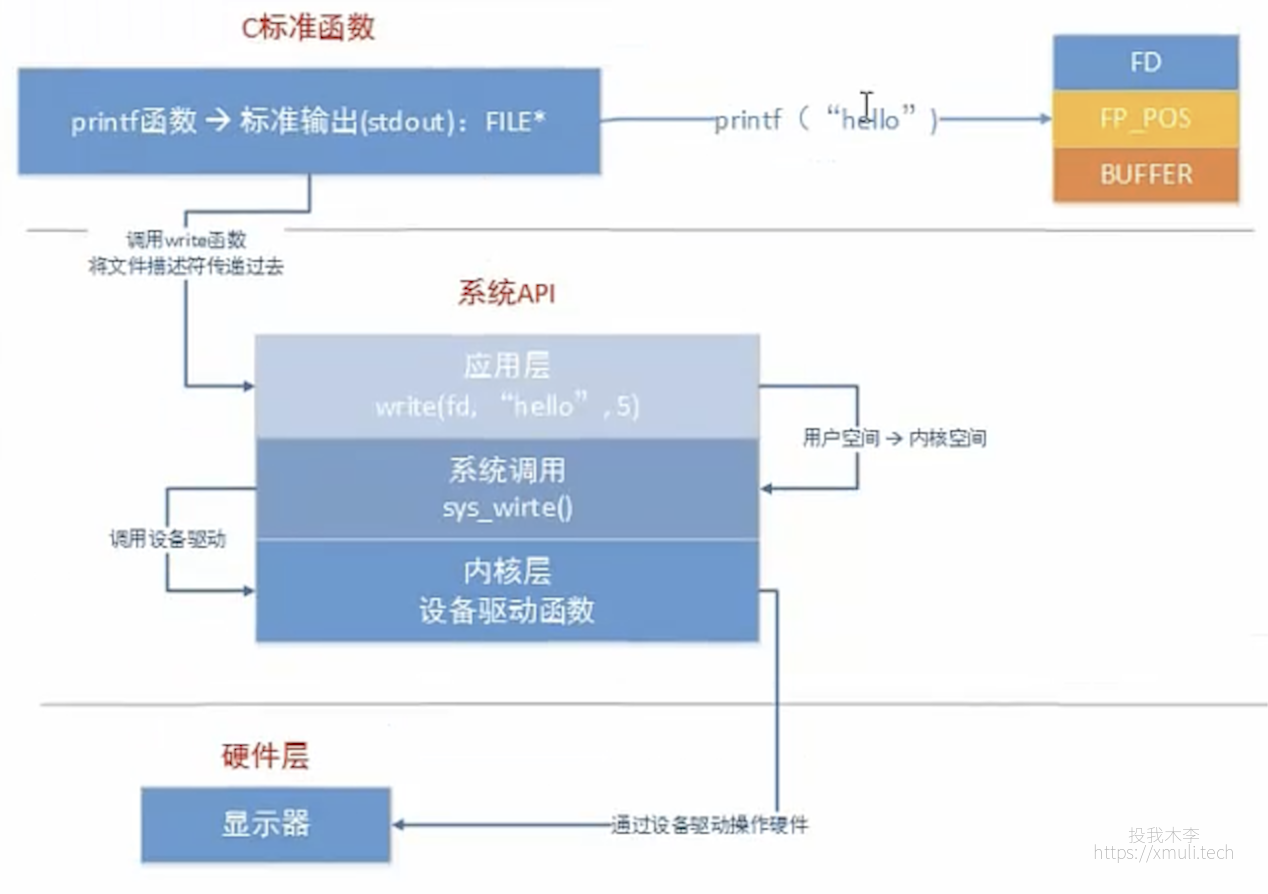 C标准函数
printf函数 → 标准输出(stdout)：FILE*
printf（“hello”)
FD
FP_POS
BUFFER
调用write函数
将文件描述符传递过去
系统API
应用层
write(fd, “hello”, 5)
用户空间 → 内核空间
系统调用
sys_wirte()
调用设备驱动
内核层
设备驱动函数
硬件层
显示器
通过设备驱动操作硬件
投我木李
https://xmuli.tech